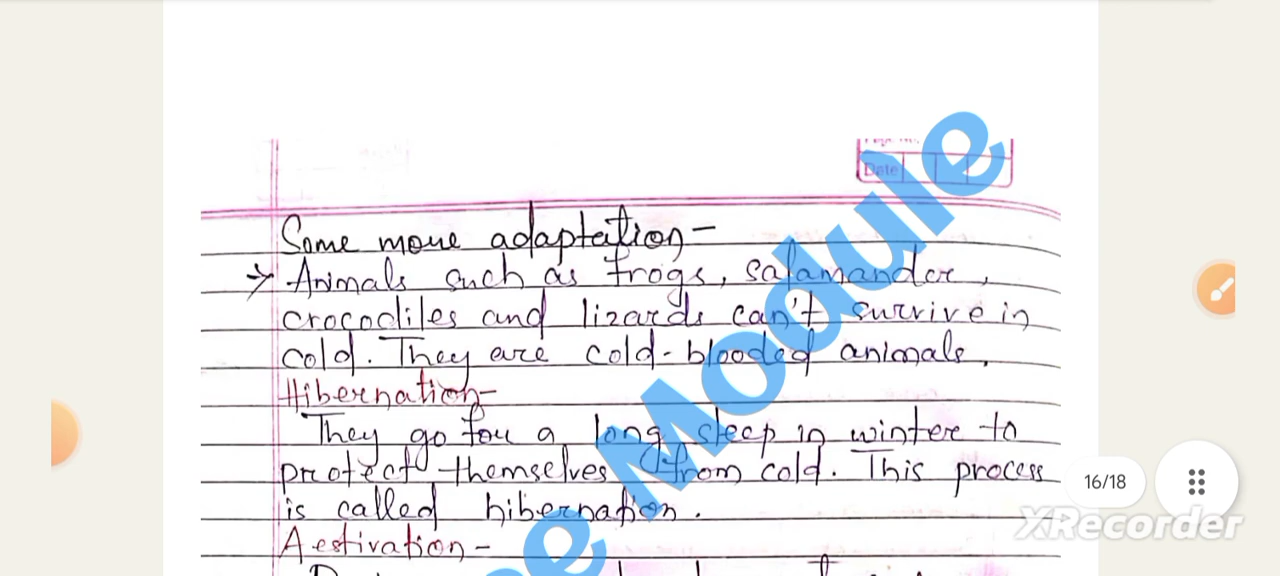 Date
Some more adaptation-
→ Animals such as frogs, salamander,
crocodiles and lizards can't survive in
cold. They are cold-blooded animals.
Hibernation-
They go for a long sleep in winter to
protect themselves from cold. This process
is called hibernation.
Aestivation-
Module
16/18
XRecorder